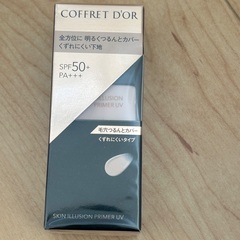 COFFRET D'OR
全方位に 明るくつるんとカバー
くずれにくい下地
SPF50+
PA+++
毛穴つるんとカバー
くずれにくいタイプ
SKIN ILLUSION PRIMER UV